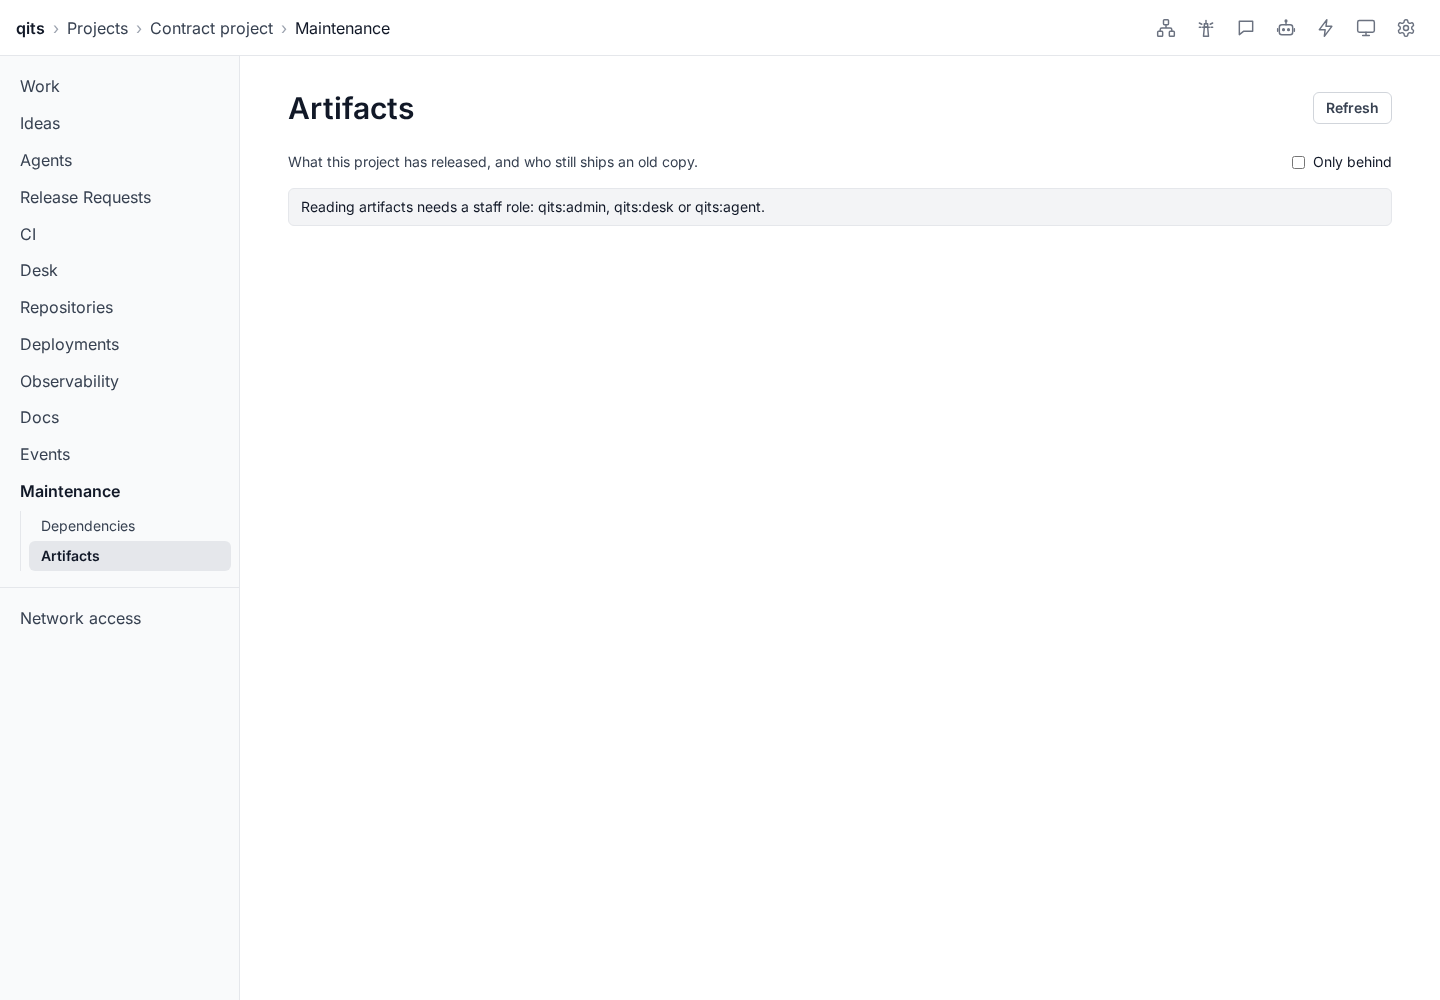 qits › Projects › Contract project › Maintenance
Work
Ideas
Agents
Release Requests
CI
Desk
Repositories
Deployments
Observability
Docs
Events
Maintenance
Dependencies
Artifacts
Network access
Artifacts
Refresh
What this project has released, and who still ships an old copy.
Only behind
Reading artifacts needs a staff role: qits:admin, qits:desk or qits:agent.